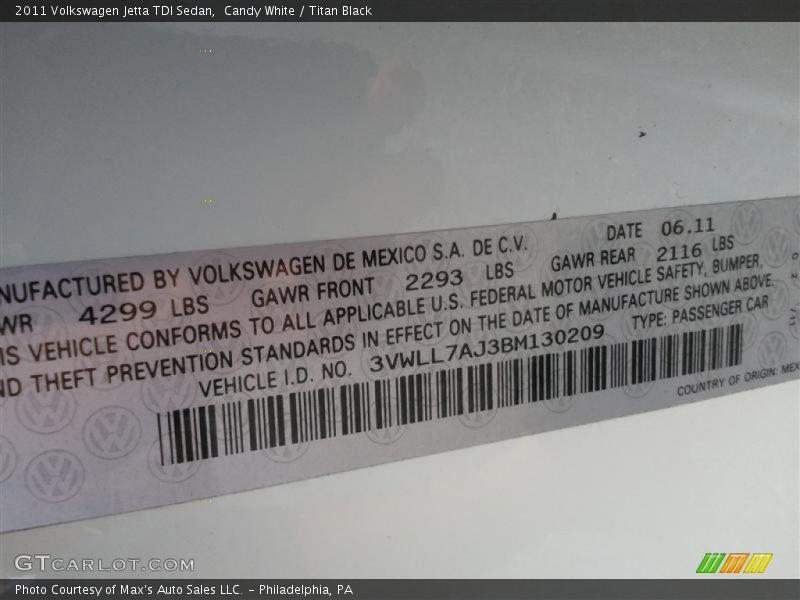 2011 Volkswagen Jetta TDI Sedan,  Candy White / Titan Black
NUFACTURED BY VOLKSWAGEN DE MEXICO S.A. DE C.V. DATE 06.11
WR 4299 LBS GAWR FRONT 2293 LBS GAWR REAR 2116 LBS
IS VEHICLE CONFORMS TO ALL APPLICABLE U.S. FEDERAL MOTOR VEHICLE SAFETY, BUMPER,
ND THEFT PREVENTION STANDARDS IN EFFECT ON THE DATE OF MANUFACTURE SHOWN ABOVE.
VEHICLE I.D. NO. 3VWLL7AJ3BM130209 TYPE: PASSENGER CAR
COUNTRY OF ORIGIN: MEX
GTCARLOT.COM
Photo Courtesy of Max's Auto Sales LLC. – Philadelphia, PA